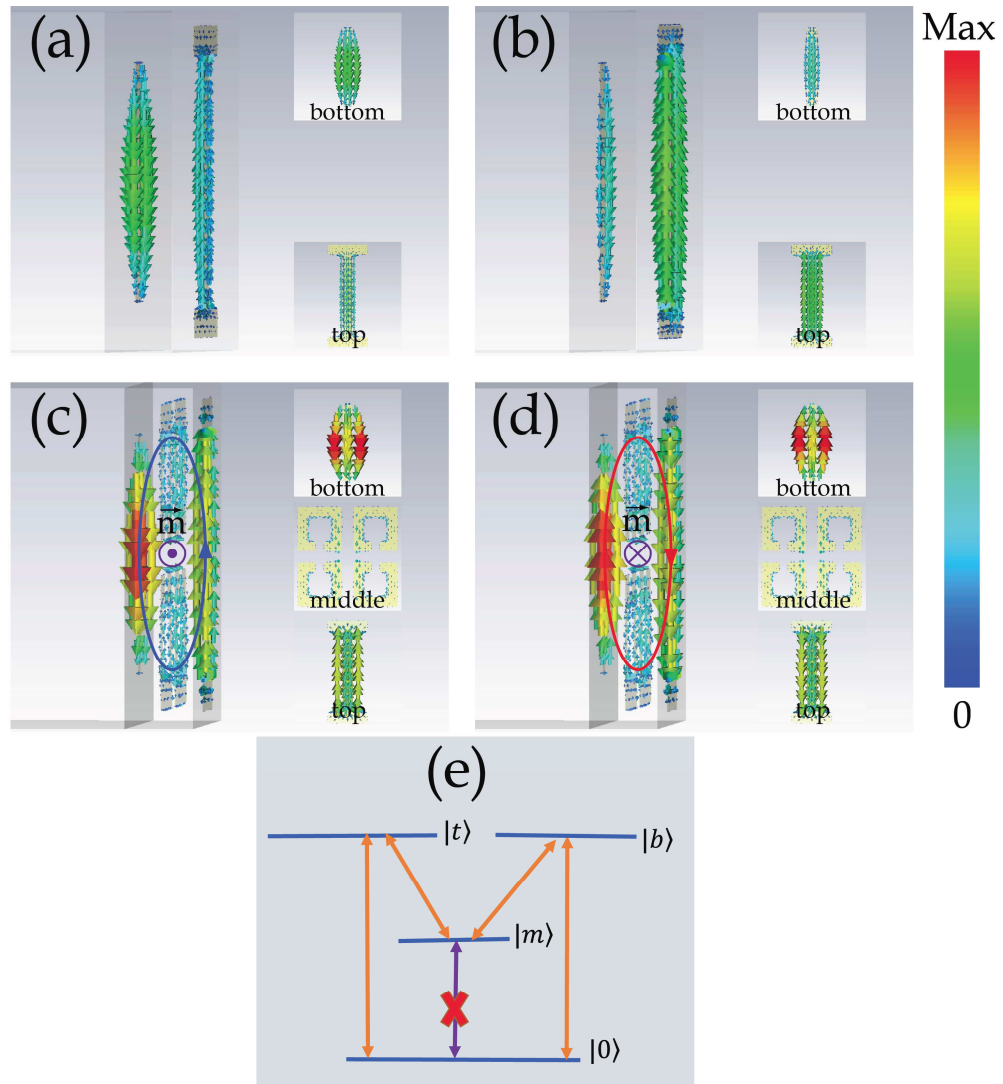 (a)
bottom
top
(b)
bottom
top
Max
0
(c)
m
bottom
middle
top
(d)
m
bottom
middle
top
(e)
|t⟩
|b⟩
|m⟩
|0⟩